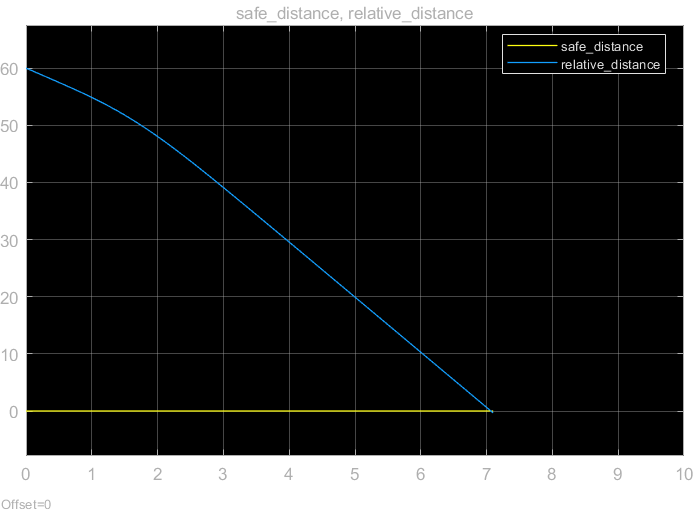 safe_distance, relative_distance
safe_distance
relative_distance
60
50
40
30
20
10
0
0 1 2 3 4 5 6 7 8 9 10
Offset=0